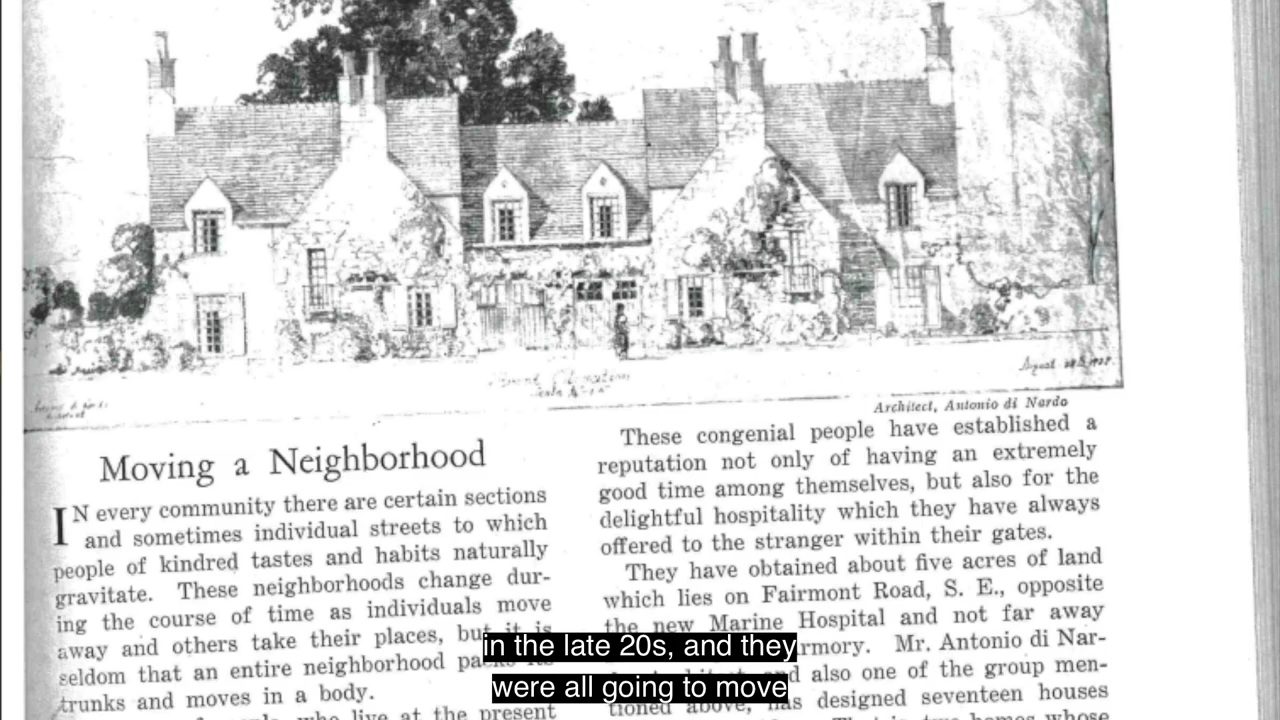 Architect, Antonio di Nardo
Moving a Neighborhood
IN every community there are certain sections
and sometimes individual streets to which
people of kindred tastes and habits naturally
gravitate. These neighborhoods change dur-
ing the course of time as individuals move
away and others take their places, but it is
seldom that an entire neighborhood packs its
trunks and moves in a body.
who live at the present
These congenial people have established a
reputation not only of having an extremely
good time among themselves, but also for the
delightful hospitality which they have always
offered to the stranger within their gates.
They have obtained about five acres of land
which lies on Fairmont Road, S. E., opposite
the new Marine Hospital and not far away
Armory. Mr. Antonio di Nar-
and also one of the group men-
tioned above, has designed seventeen houses
homes whose
in the late 20s, and they
were all going to move